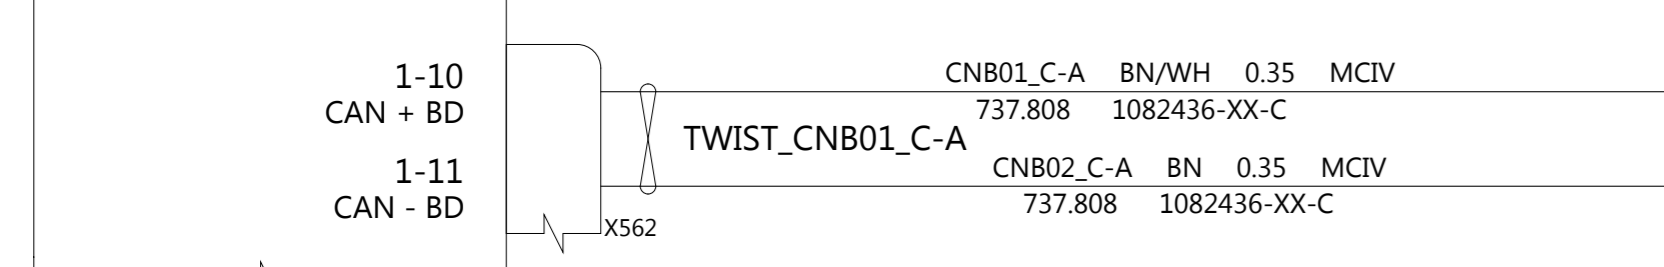 1-10
CAN + BD
CNB01_C-A BN/WH 0.35 MCIV
737.808 1082436-XX-C
TWIST_CNB01_C-A
1-11
CAN - BD
CNB02_C-A BN 0.35 MCIV
737.808 1082436-XX-C
X562